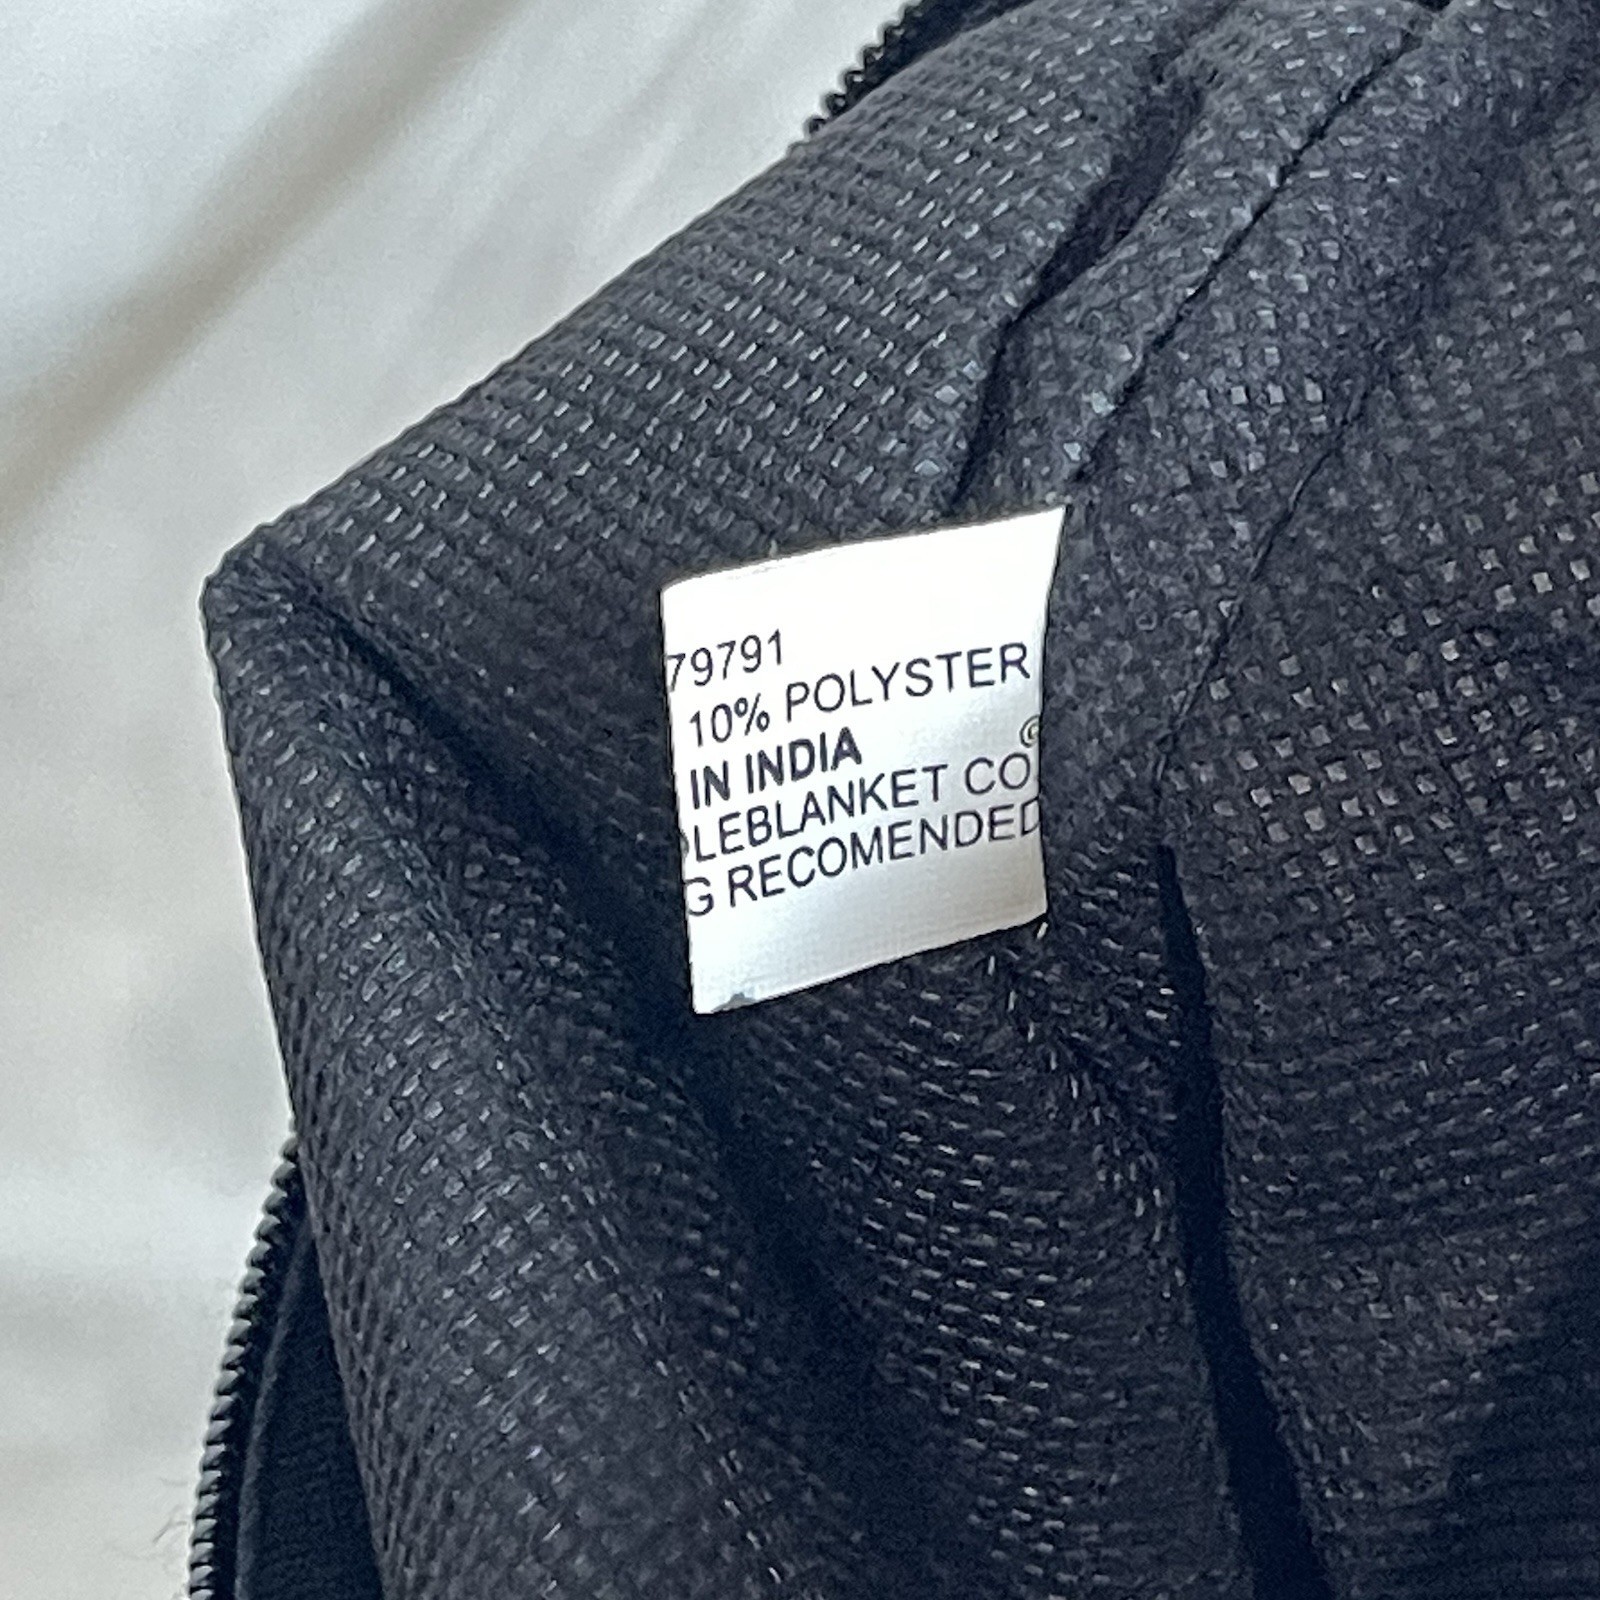 79791
10% POLYSTER
IN INDIA
©
LEBLANKET CO
G RECOMENDED